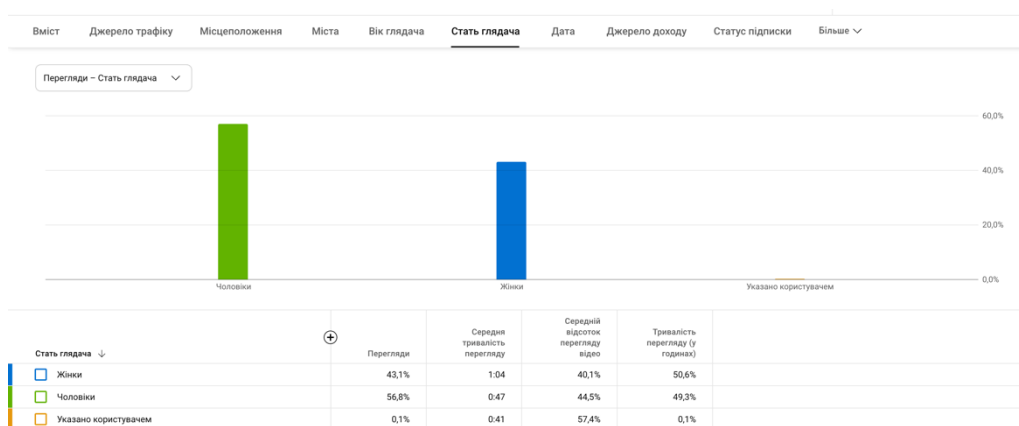 Вміст Джерело трафіку Місцеположення Міста Вік глядача Стать глядача Дата Джерело доходу Статус підписки Більше
Перегляди – Стать глядача
60,0%
40,0%
20,0%
0,0%
Чоловіки Жінки Указано користувачем
Стать глядача
Перегляди
Середня
тривалість
перегляду
Середній
відсоток
перегляду
відео
Тривалість
перегляду (у
годинах)
Жінки 43,1% 1:04 40,1% 50,6%
Чоловіки 56,8% 0:47 44,5% 49,3%
Указано користувачем 0,1% 0:41 57,4% 0,1%